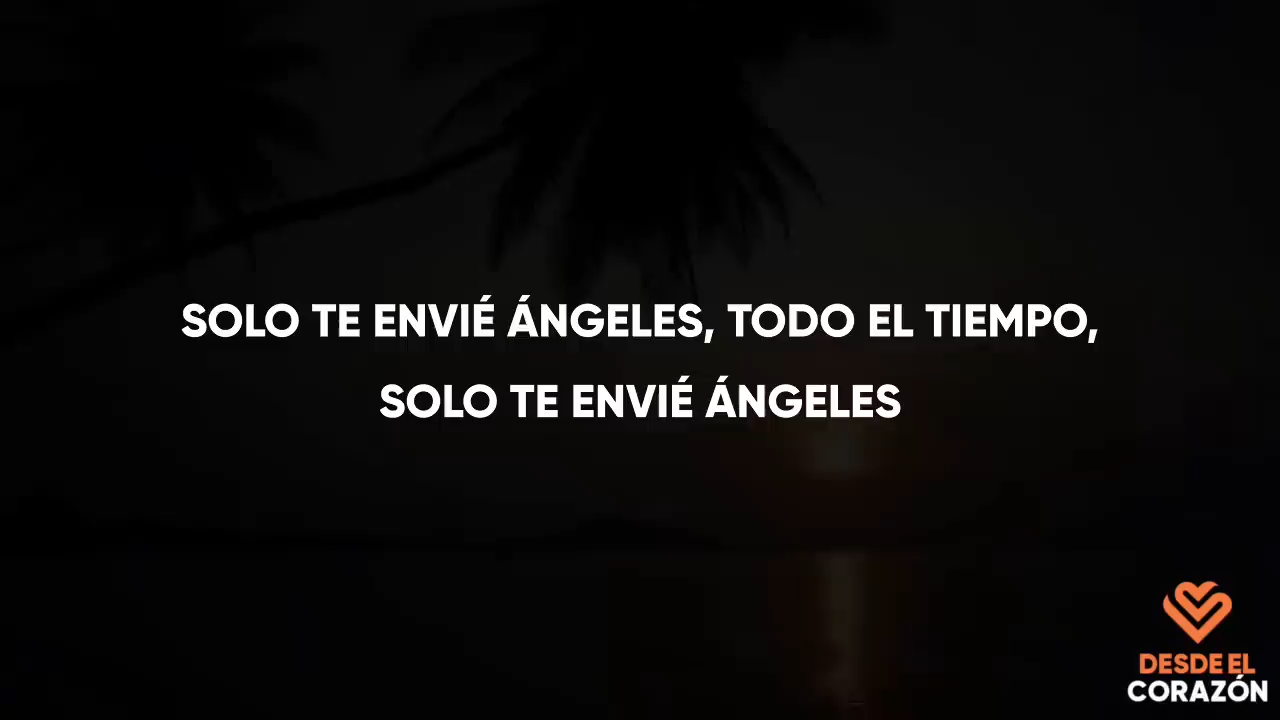 SOLO TE ENVIÉ ÁNGELES, TODO EL TIEMPO,
SOLO TE ENVIÉ ÁNGELES
DESDE EL
CORAZÓN